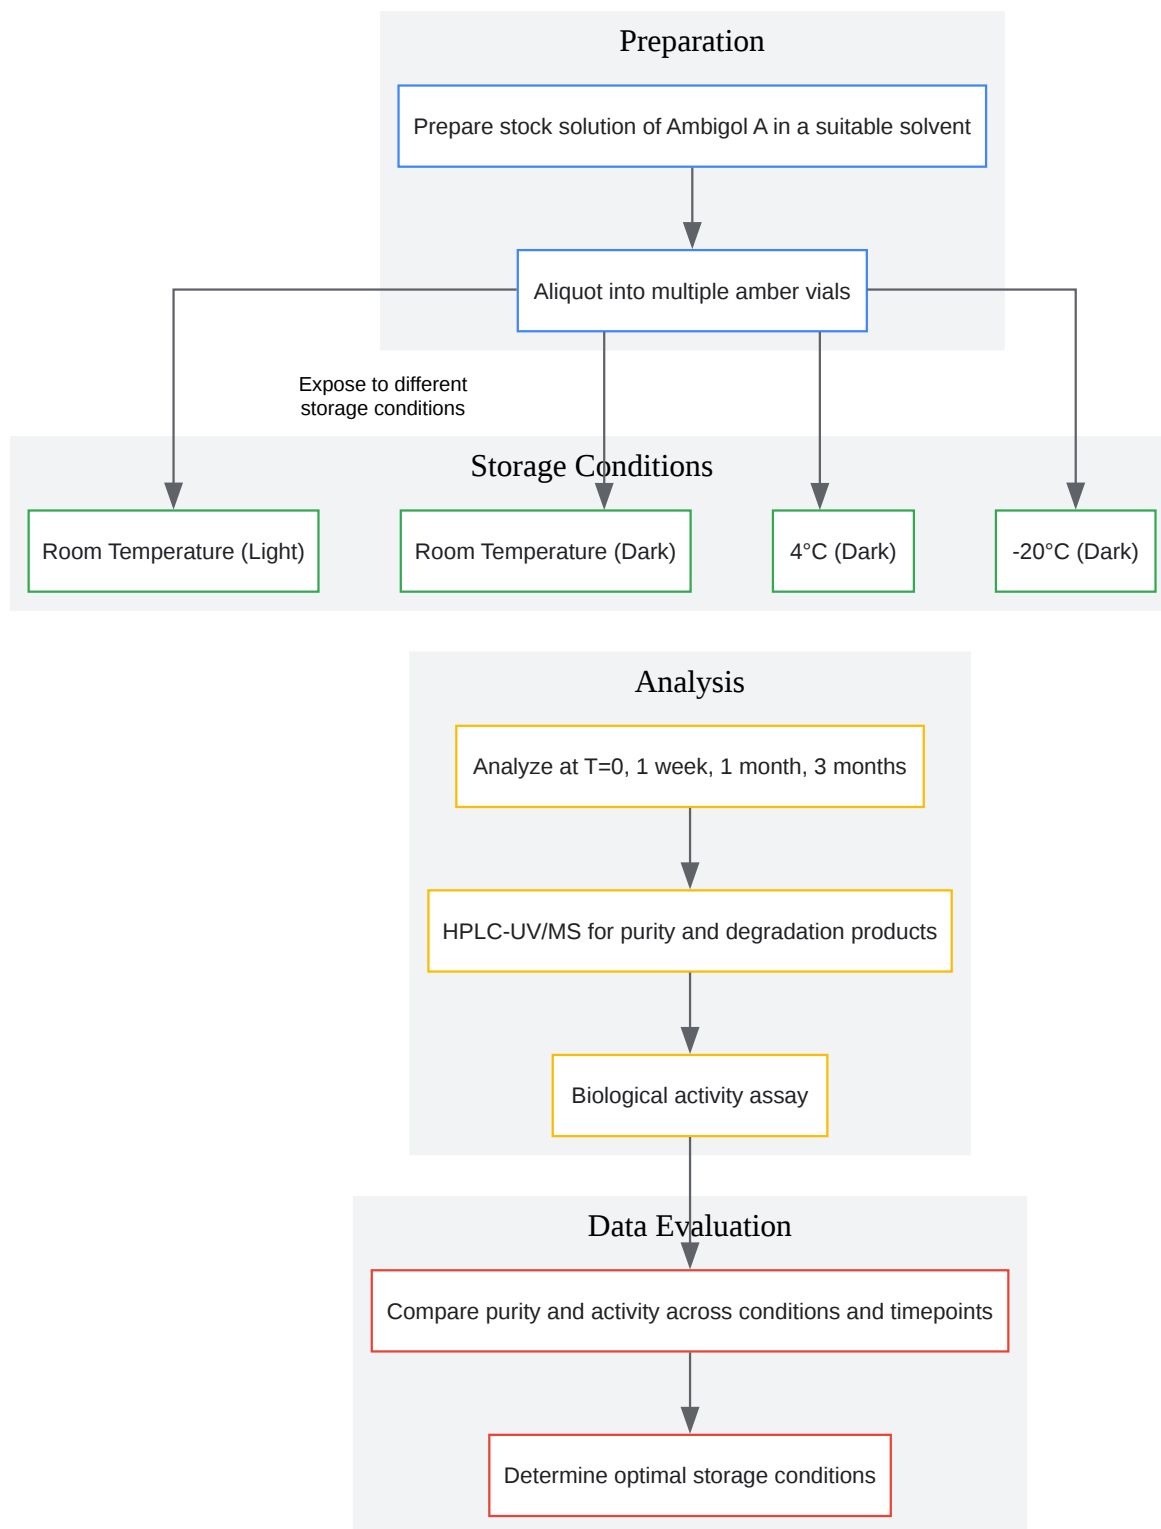 Preparation
Prepare stock solution of Ambigol A in a suitable solvent
Aliquot into multiple amber vials
Expose to different
storage conditions
Storage Conditions
Room Temperature (Light)
Room Temperature (Dark)
4°C (Dark)
-20°C (Dark)
Analysis
Analyze at T=0, 1 week, 1 month, 3 months
HPLC-UV/MS for purity and degradation products
Biological activity assay
Data Evaluation
Compare purity and activity across conditions and timepoints
Determine optimal storage conditions